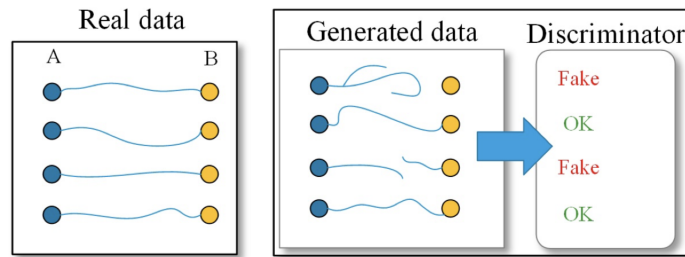 Real data
A B
Generated data
Discriminator
Fake
OK
Fake
OK